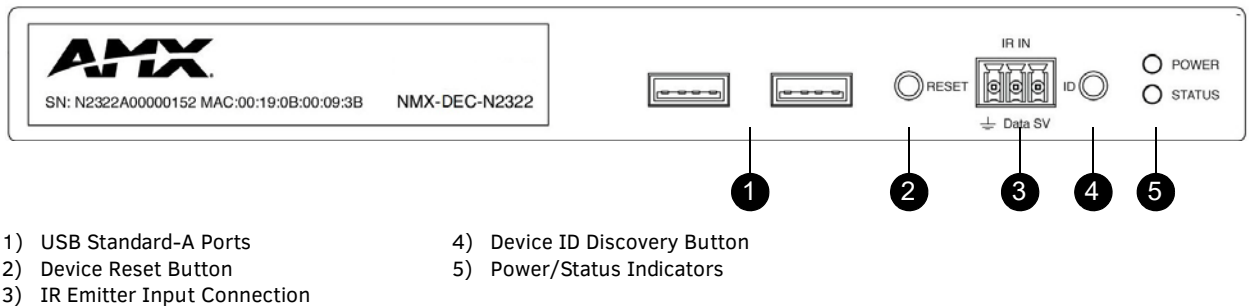 AMX
SN: N2322A00000152 MAC:00:19:0B:00:09:3B NMX-DEC-N2322
RESET
IR IN
Data SV
ID
POWER
STATUS
1
2
3
4
5
1) USB Standard-A Ports
2) Device Reset Button
3) IR Emitter Input Connection
4) Device ID Discovery Button
5) Power/Status Indicators